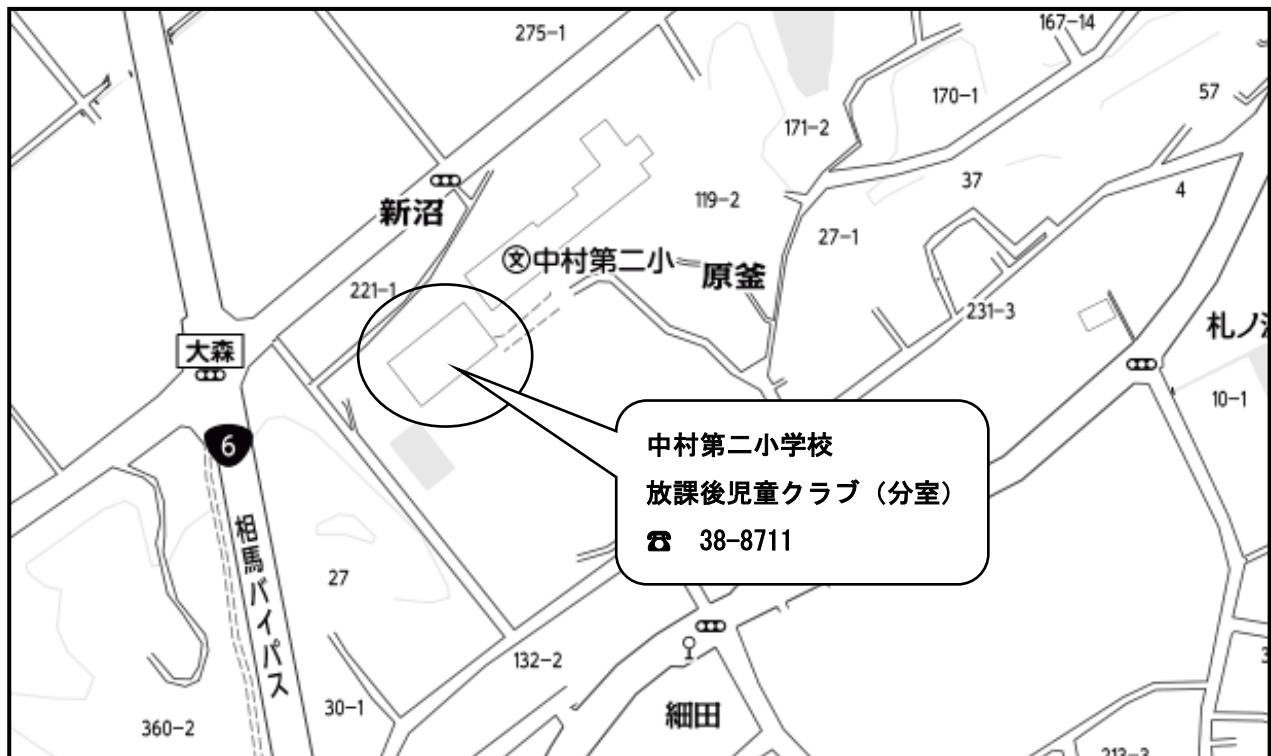 275-1
167-14
57
170-1
171-2
37
4
119-2
新沼
27-1
文中村第二小
原釜
221-1
231-3
札ノ
大森
10-1
6
中村第二小学校
放課後児童クラブ（分室）
☎ 38-8711
相馬バイパス
27
132-2
細田
30-1
360-2
213-3